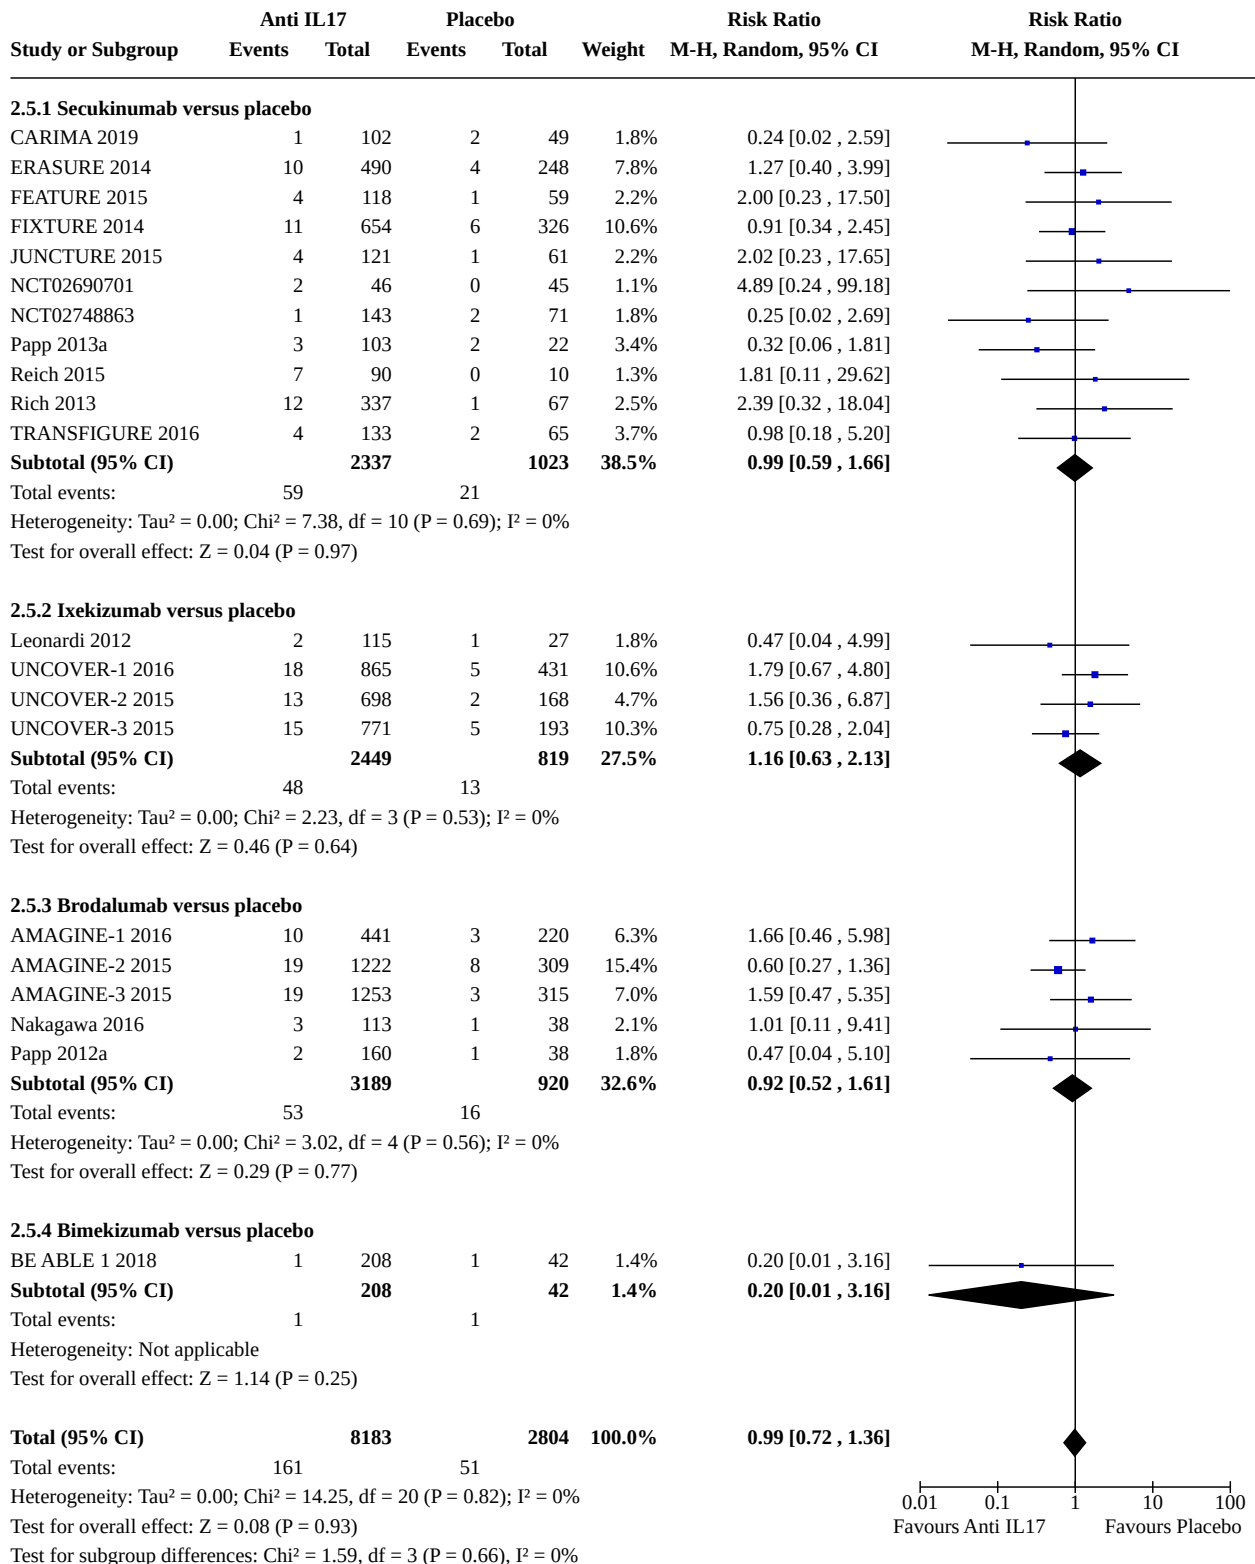 Anti IL17 Placebo Risk Ratio Risk Ratio
Study or Subgroup Events Total Events Total Weight M-H, Random, 95% CI M-H, Random, 95% CI
2.5.1 Secukinumab versus placebo
CARIMA 2019 1 102 2 49 1.8% 0.24 [0.02 , 2.59]
ERASURE 2014 10 490 4 248 7.8% 1.27 [0.40 , 3.99]
FEATURE 2015 4 118 1 59 2.2% 2.00 [0.23 , 17.50]
FIXTURE 2014 11 654 6 326 10.6% 0.91 [0.34 , 2.45]
JUNCTURE 2015 4 121 1 61 2.2% 2.02 [0.23 , 17.65]
NCT02690701 2 46 0 45 1.1% 4.89 [0.24 , 99.18]
NCT02748863 1 143 2 71 1.8% 0.25 [0.02 , 2.69]
Papp 2013a 3 103 2 22 3.4% 0.32 [0.06 , 1.81]
Reich 2015 7 90 0 10 1.3% 1.81 [0.11 , 29.62]
Rich 2013 12 337 1 67 2.5% 2.39 [0.32 , 18.04]
TRANSFIGURE 2016 4 133 2 65 3.7% 0.98 [0.18 , 5.20]
Subtotal (95% CI) 2337 1023 38.5% 0.99 [0.59 , 1.66]
Total events: 59 21
Heterogeneity: Tau² = 0.00; Chi² = 7.38, df = 10 (P = 0.69); I² = 0%
Test for overall effect: Z = 0.04 (P = 0.97)
2.5.2 Ixekizumab versus placebo
Leonardi 2012 2 115 1 27 1.8% 0.47 [0.04 , 4.99]
UNCOVER-1 2016 18 865 5 431 10.6% 1.79 [0.67 , 4.80]
UNCOVER-2 2015 13 698 2 168 4.7% 1.56 [0.36 , 6.87]
UNCOVER-3 2015 15 771 5 193 10.3% 0.75 [0.28 , 2.04]
Subtotal (95% CI) 2449 819 27.5% 1.16 [0.63 , 2.13]
Total events: 48 13
Heterogeneity: Tau² = 0.00; Chi² = 2.23, df = 3 (P = 0.53); I² = 0%
Test for overall effect: Z = 0.46 (P = 0.64)
2.5.3 Brodalumab versus placebo
AMAGINE-1 2016 10 441 3 220 6.3% 1.66 [0.46 , 5.98]
AMAGINE-2 2015 19 1222 8 309 15.4% 0.60 [0.27 , 1.36]
AMAGINE-3 2015 19 1253 3 315 7.0% 1.59 [0.47 , 5.35]
Nakagawa 2016 3 113 1 38 2.1% 1.01 [0.11 , 9.41]
Papp 2012a 2 160 1 38 1.8% 0.47 [0.04 , 5.10]
Subtotal (95% CI) 3189 920 32.6% 0.92 [0.52 , 1.61]
Total events: 53 16
Heterogeneity: Tau² = 0.00; Chi² = 3.02, df = 4 (P = 0.56); I² = 0%
Test for overall effect: Z = 0.29 (P = 0.77)
2.5.4 Bimekizumab versus placebo
BE ABLE 1 2018 1 208 1 42 1.4% 0.20 [0.01 , 3.16]
Subtotal (95% CI) 208 42 1.4% 0.20 [0.01 , 3.16]
Total events: 1 1
Heterogeneity: Not applicable
Test for overall effect: Z = 1.14 (P = 0.25)
Total (95% CI) 8183 2804 100.0% 0.99 [0.72 , 1.36]
Total events: 161 51
Heterogeneity: Tau² = 0.00; Chi² = 14.25, df = 20 (P = 0.82); I² = 0%
0.01 0.1 1 10 100
Test for overall effect: Z = 0.08 (P = 0.93) Favours Anti IL17 Favours Placebo
Test for subgroup differences: Chi² = 1.59, df = 3 (P = 0.66), I² = 0%